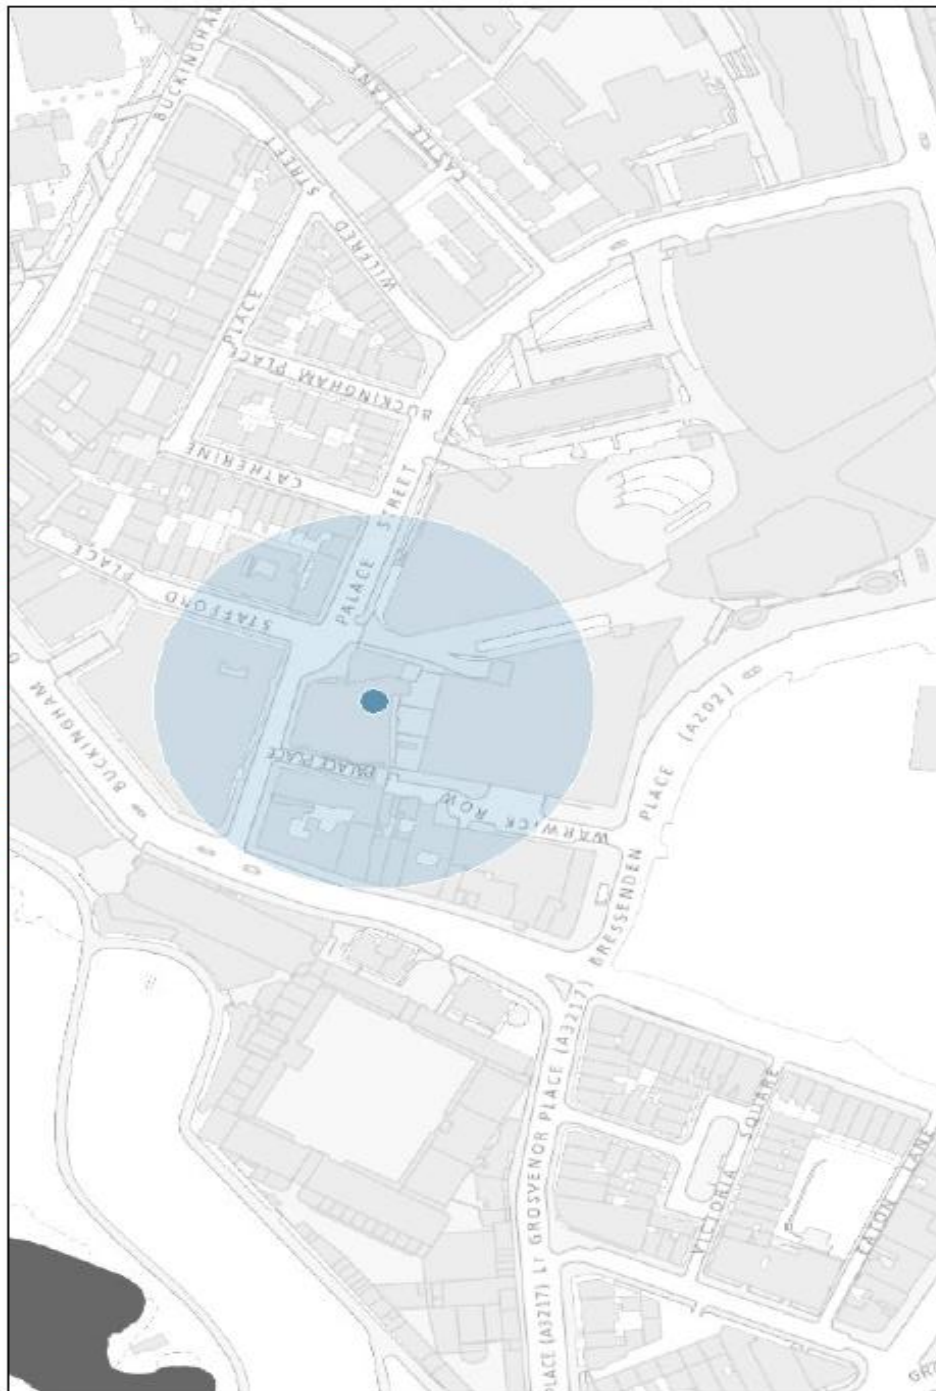 BUCKINGHAM
CASTLE LANE
STREET
WILFRED
PLACE
BUCKINGHAM PLACE
CATHERINE
STREET
PALACE
PLACE
STAFFORD
BUCKINGHAM
PALACE PLACE
WARWICK ROW
BRESSENDEN PLACE (A202)
PLACE (A3217) Lr GROSVENOR PLACE (A3217)
VICTORIA SQUARE
EATON LANE